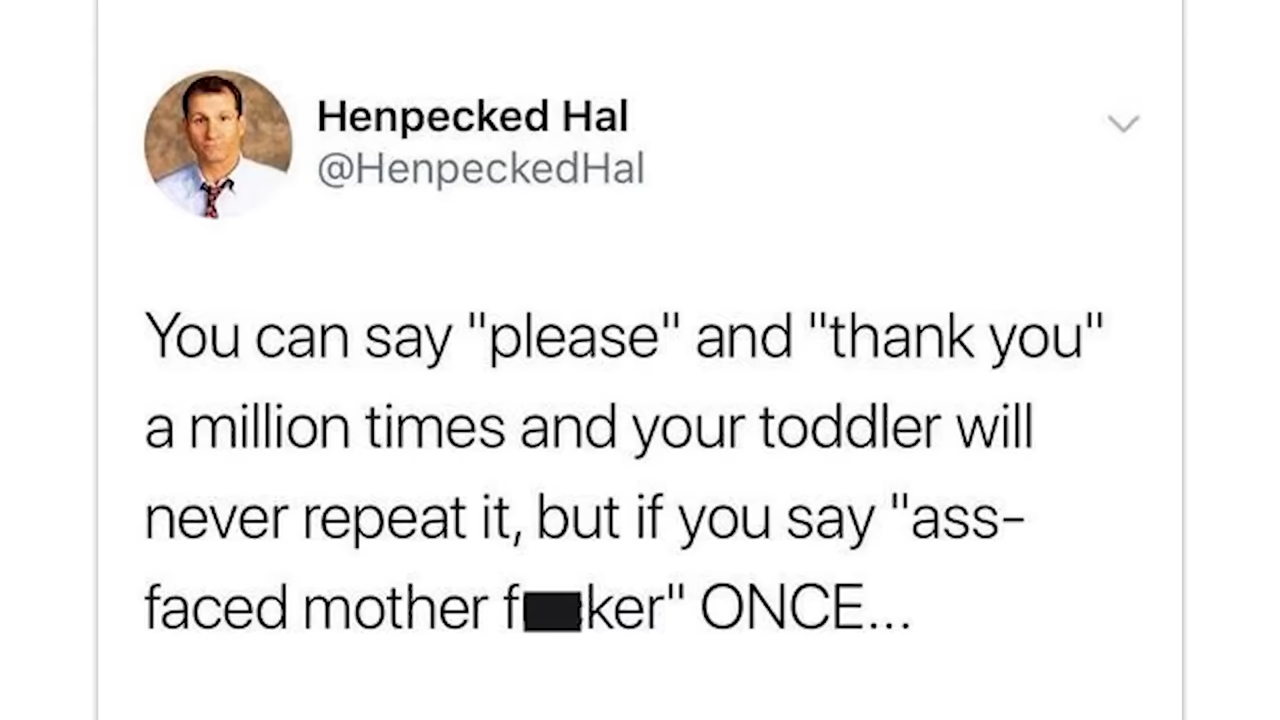 Henpecked Hal
@HenpeckedHal
You can say "please" and "thank you"
a million times and your toddler will
never repeat it, but if you say "ass-
faced mother f█ker" ONCE...